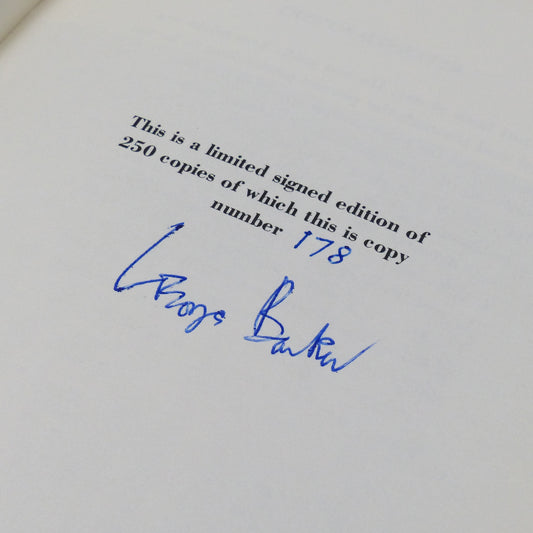 This is a limited signed edition of
250 copies of which this is copy
number 178
George Barker